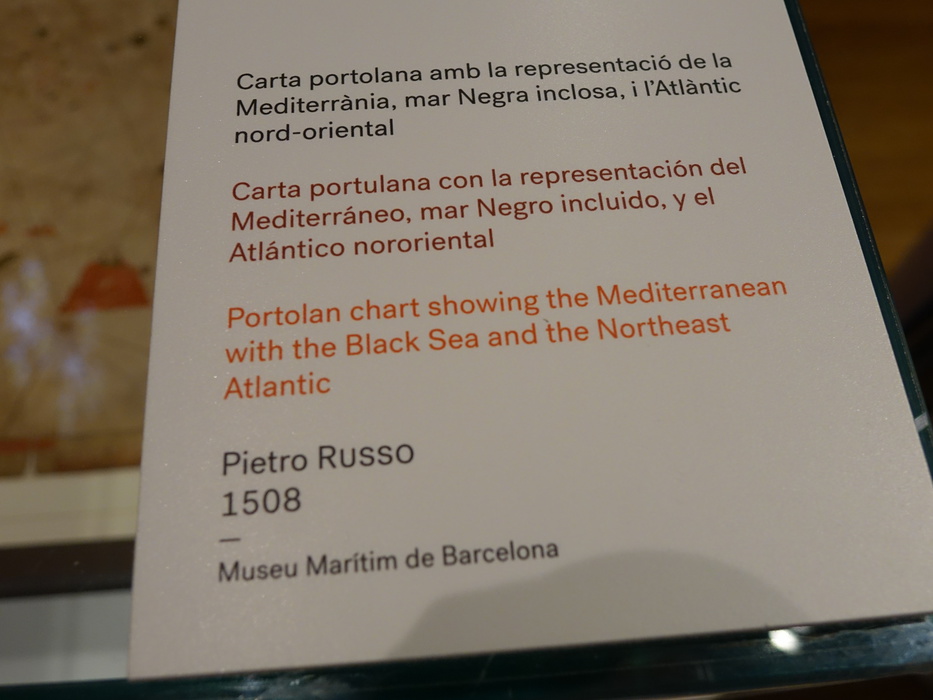 Carta portolana amb la representació de la
Mediterrània, mar Negra inclosa, i l'Atlàntic
nord-oriental
Carta portulana con la representación del
Mediterráneo, mar Negro incluido, y el
Atlántico nororiental
Portolan chart showing the Mediterranean
with the Black Sea and the Northeast
Atlantic
Pietro RUSSO
1508
—
Museu Marítim de Barcelona